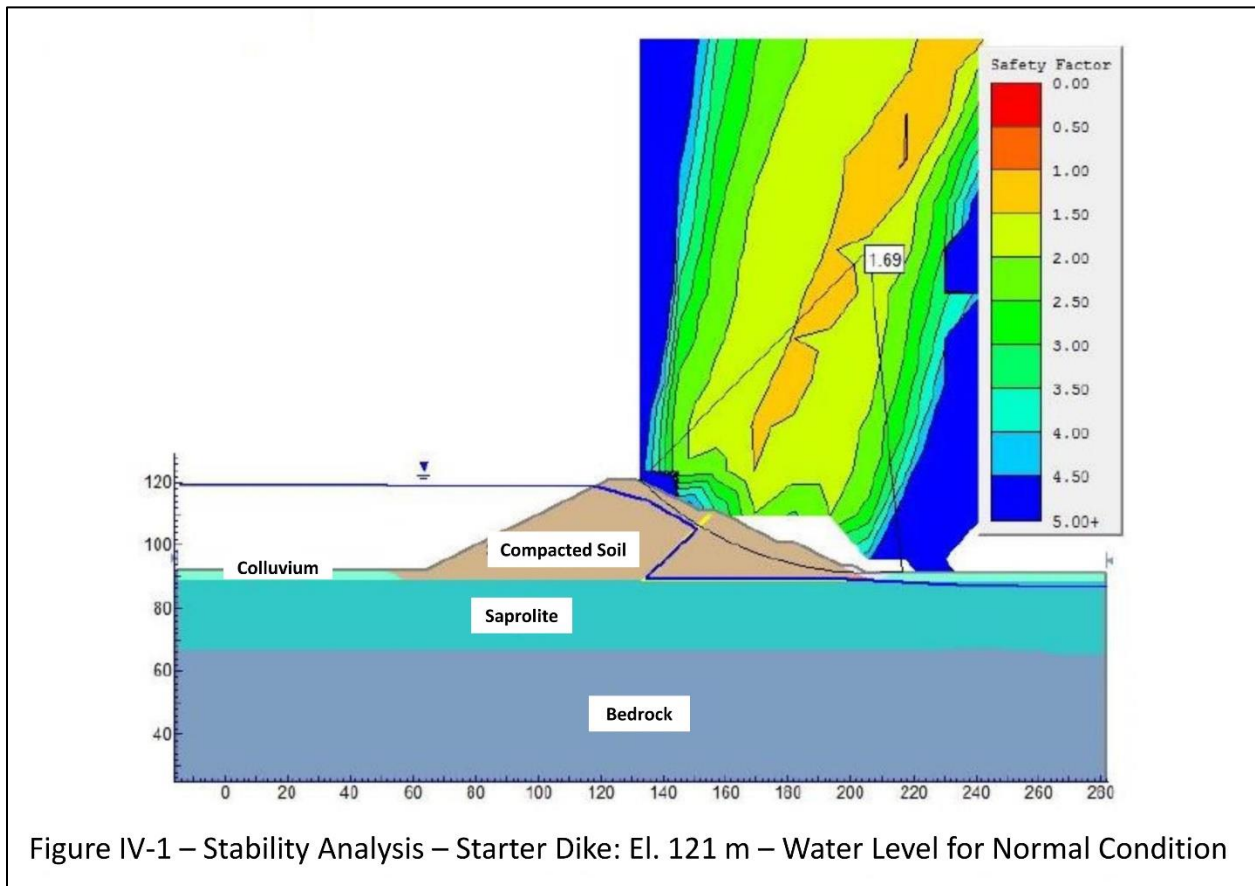 Safety Factor
0.00
0.50
1.00
1.50
2.00
2.50
3.00
3.50
4.00
4.50
5.00+
1.69
120
100
80
60
40
Compacted Soil
Colluvium
Saprolite
Bedrock
0 20 40 60 80 100 120 140 160 180 200 220 240 260 280
Figure IV-1 – Stability Analysis – Starter Dike: El. 121 m – Water Level for Normal Condition